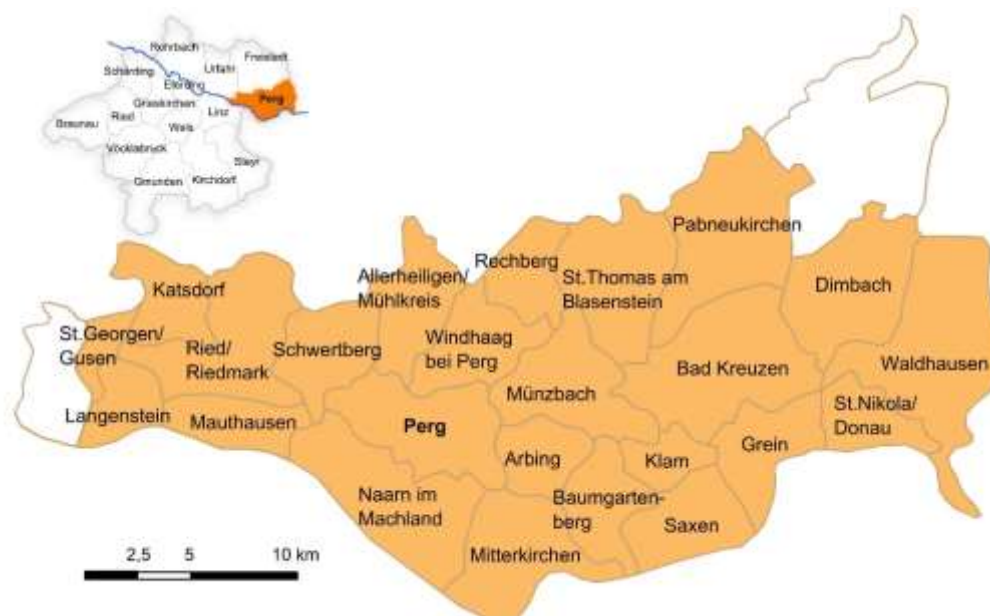 Rohrbach
Freistadt
Urfahr
Schärding
Eferding
Perg
Grieskirchen
Linz
Ried
Braunau
Wels
Vöcklabruck
Steyr
Gmunden
Kirchdorf
Pabneukirchen
Rechberg
Allerheiligen/
Mühlkreis
St.Thomas am
Blasenstein
Dimbach
Katsdorf
St.Georgen/
Gusen
Ried/
Riedmark
Schwertberg
Windhaag
bei Perg
Bad Kreuzen
Waldhausen
Münzbach
St.Nikola/
Donau
Langenstein
Mauthausen
Perg
Grein
Arbing
Klam
Naarn im
Machland
Baumgarten-
berg
Saxen
Mitterkirchen
2,5 5 10 km